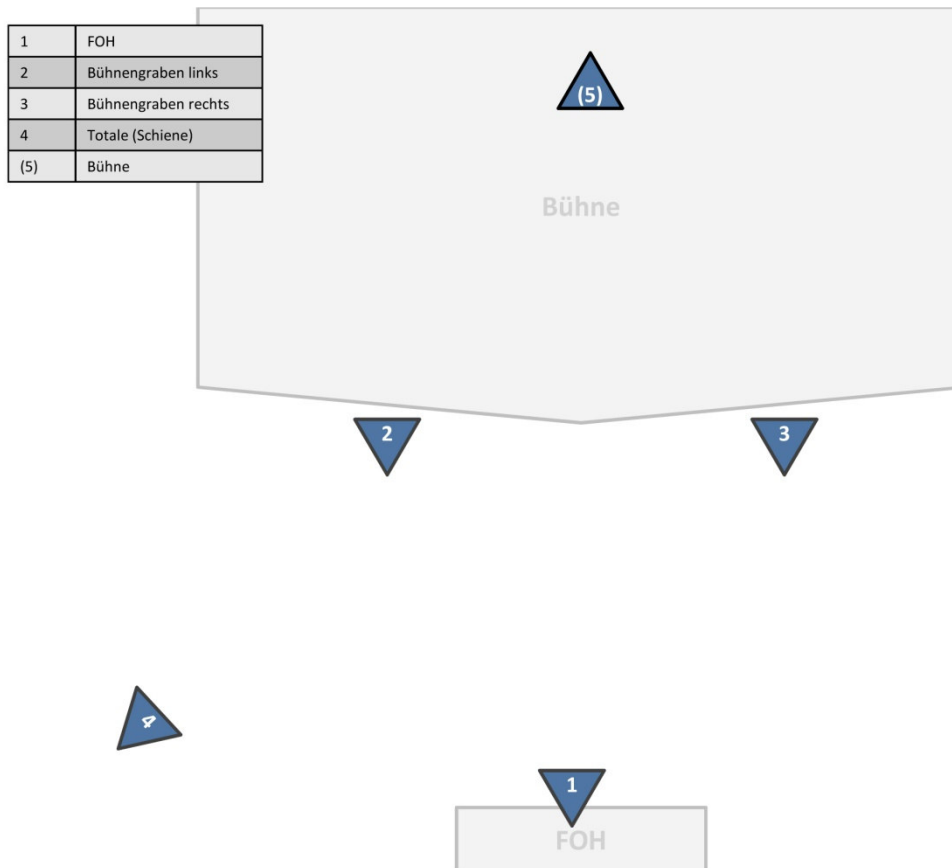 1 FOH
2 Bühnengraben links
3 Bühnengraben rechts
4 Totale (Schiene)
(5) Bühne
(5)
Bühne
2
3
4
1
FOH